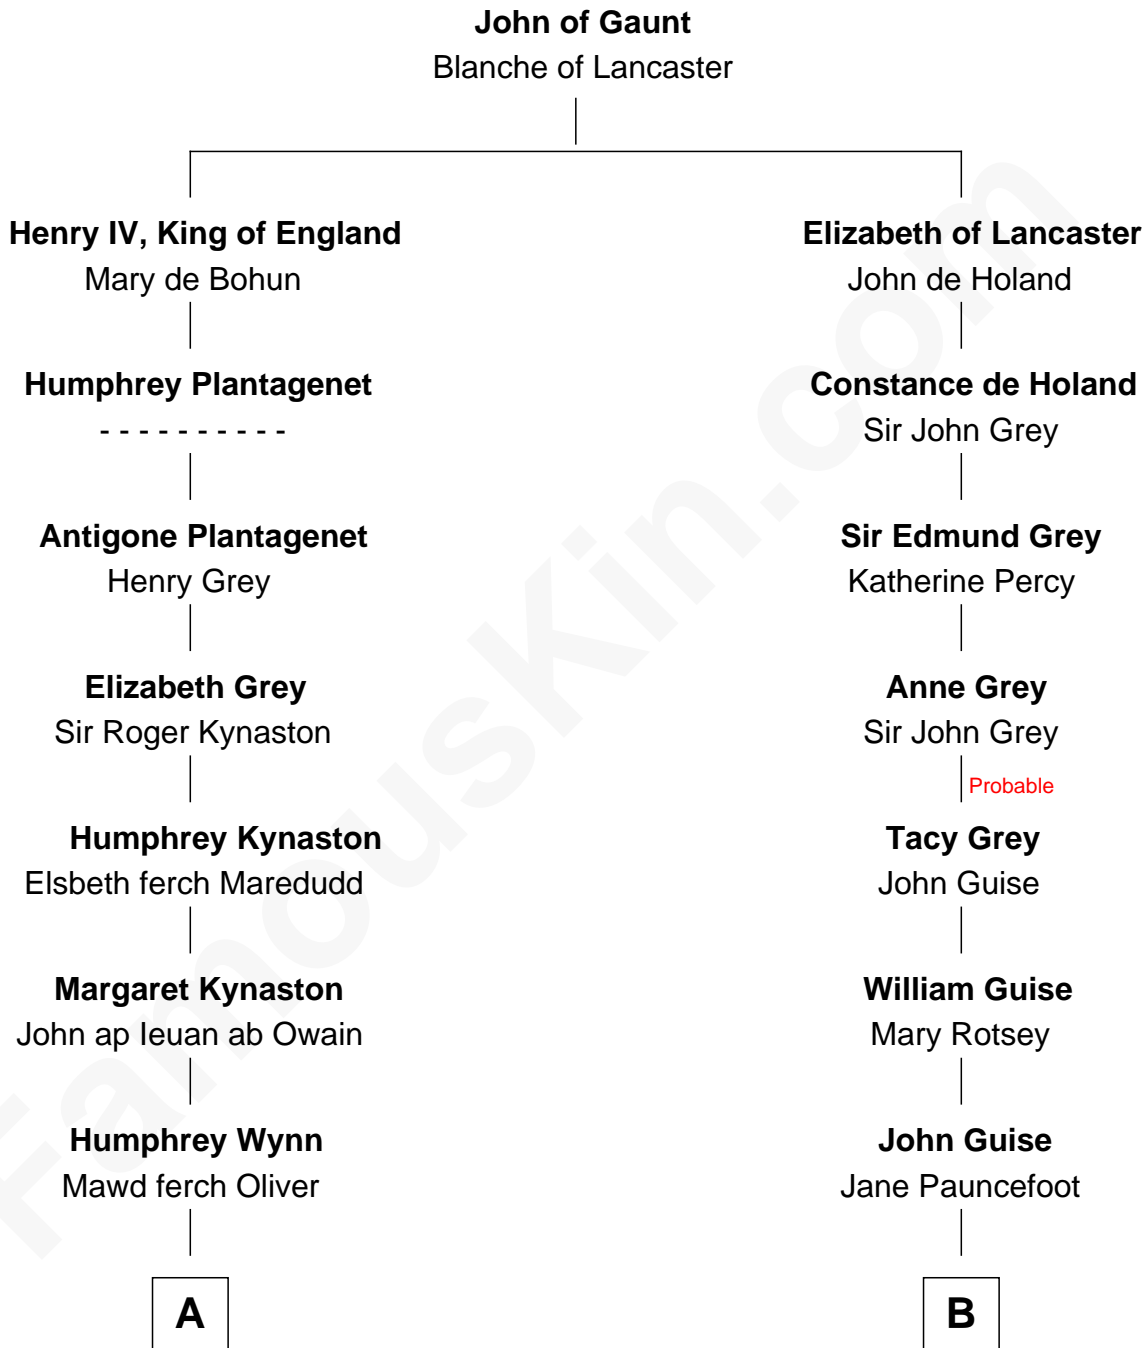 John of Gaunt
Blanche of Lancaster
Henry IV, King of England
Mary de Bohun
Elizabeth of Lancaster
John de Holand
Humphrey Plantagenet
- - - - - - - - - -
Constance de Holand
Sir John Grey
Antigone Plantagenet
Henry Grey
Sir Edmund Grey
Katherine Percy
Elizabeth Grey
Sir Roger Kynaston
Anne Grey
Sir John Grey
Probable
Humphrey Kynaston
Elsbeth ferch Maredudd
Tacy Grey
John Guise
Margaret Kynaston
John ap Ieuan ab Owain
William Guise
Mary Rotsey
Humphrey Wynn
Mawd ferch Oliver
John Guise
Jane Pauncefoot
A
B
FamousKin.com